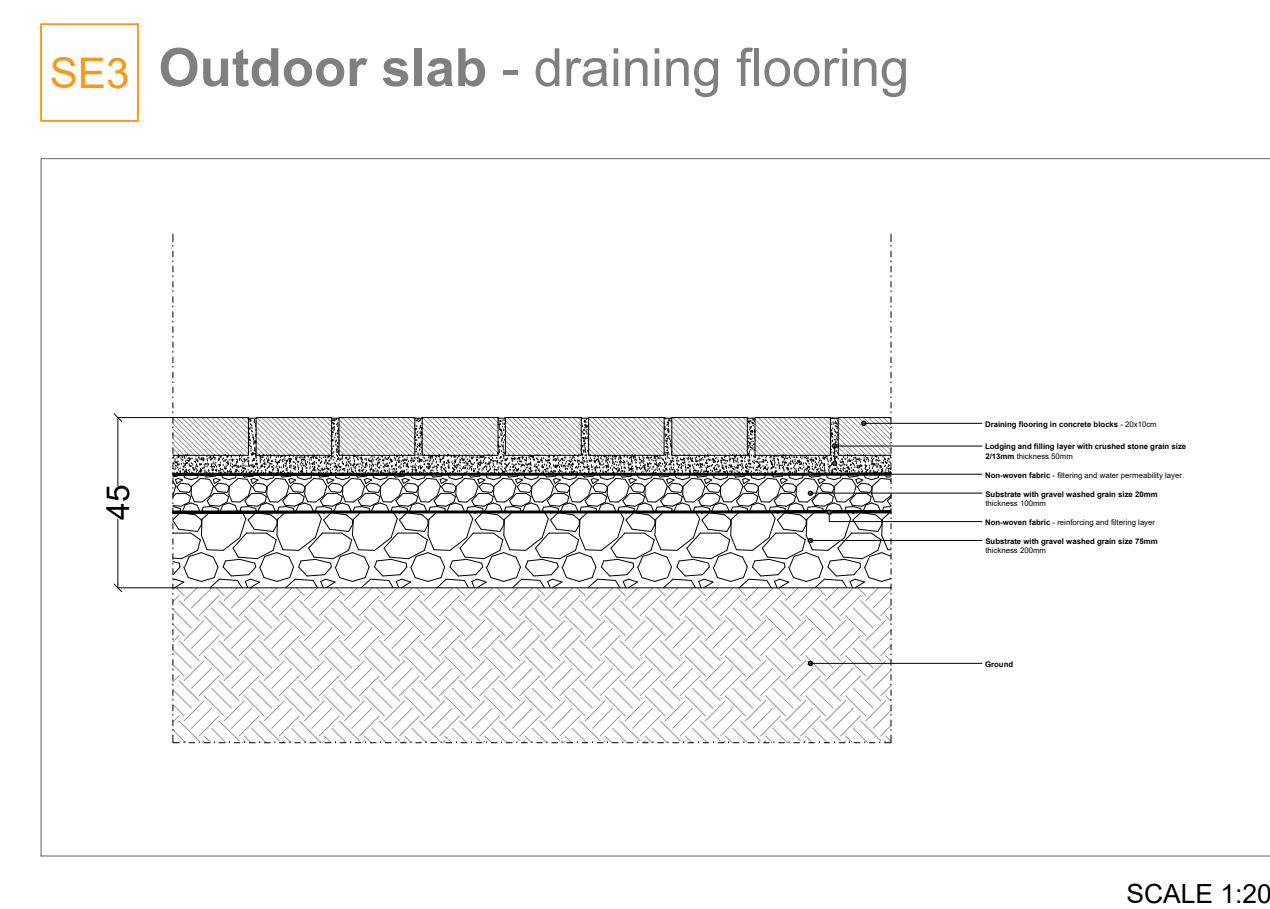 SE3
Outdoor slab - draining flooring
45
Draining flooring in concrete blocks - 20x10cm
Lodging and filling layer with crushed stone grain size
2/13mm thickness 50mm
Non-woven fabric - filtering and water permeability layer
Substrate with gravel washed grain size 20mm
thickness 100mm
Non-woven fabric - reinforcing and filtering layer
Substrate with gravel washed grain size 75mm
thickness 200mm
Ground
SCALE 1:20